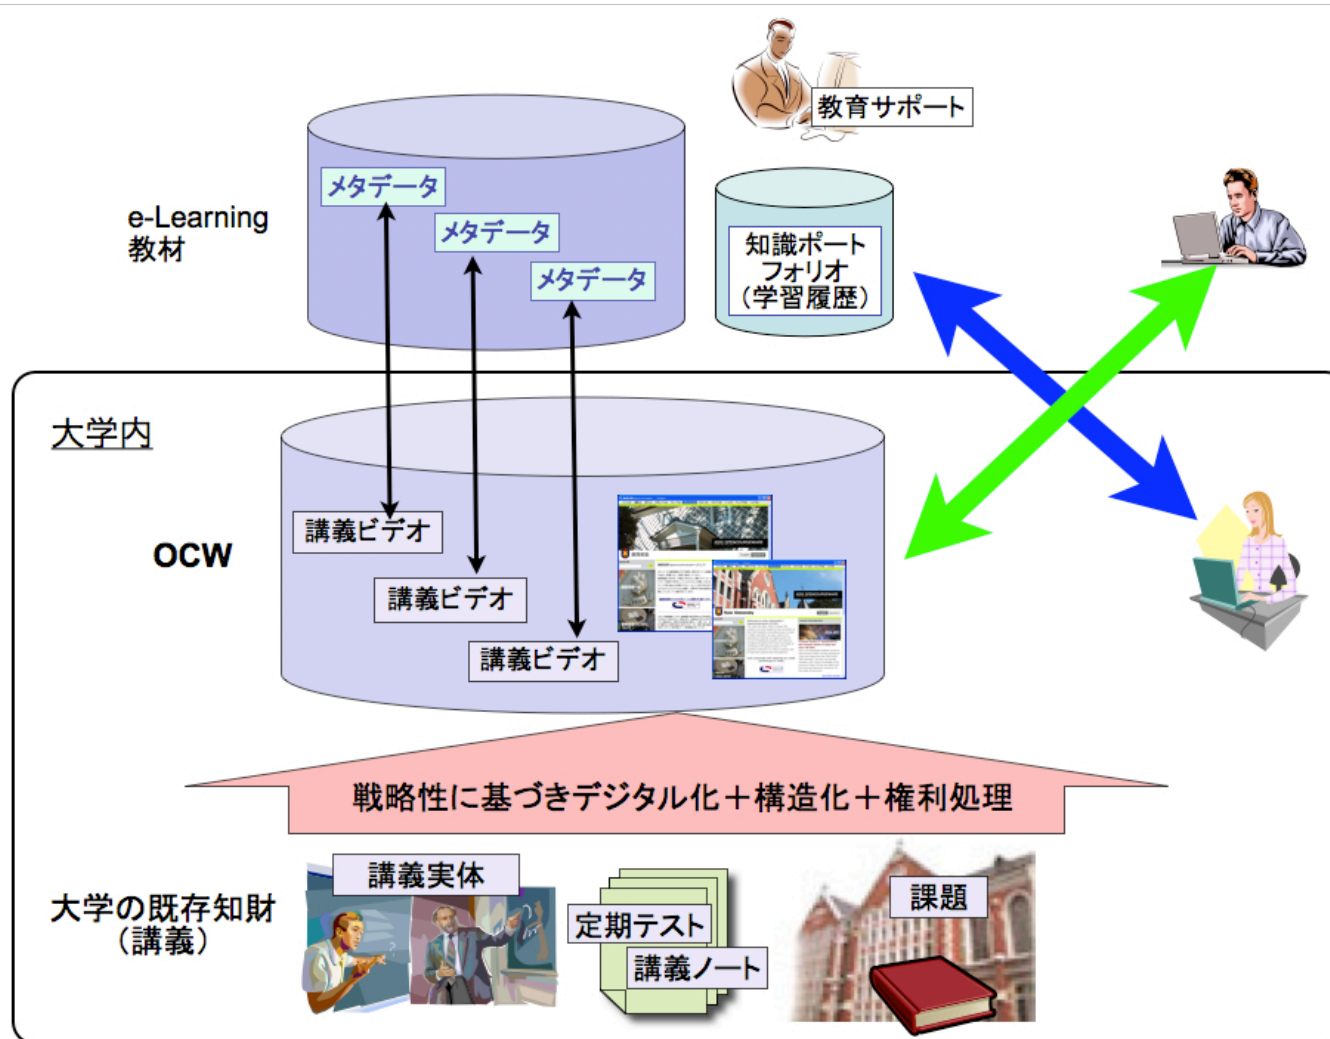 教育サポート
メタデータ
メタデータ
メタデータ
e-Learning
教材
知識ポート
フォリオ
（学習履歴）
大学内
OCW
講義ビデオ
講義ビデオ
講義ビデオ
戦略性に基づきデジタル化＋構造化＋権利処理
大学の既存知財
（講義）
講義実体
定期テスト
講義ノート
課題